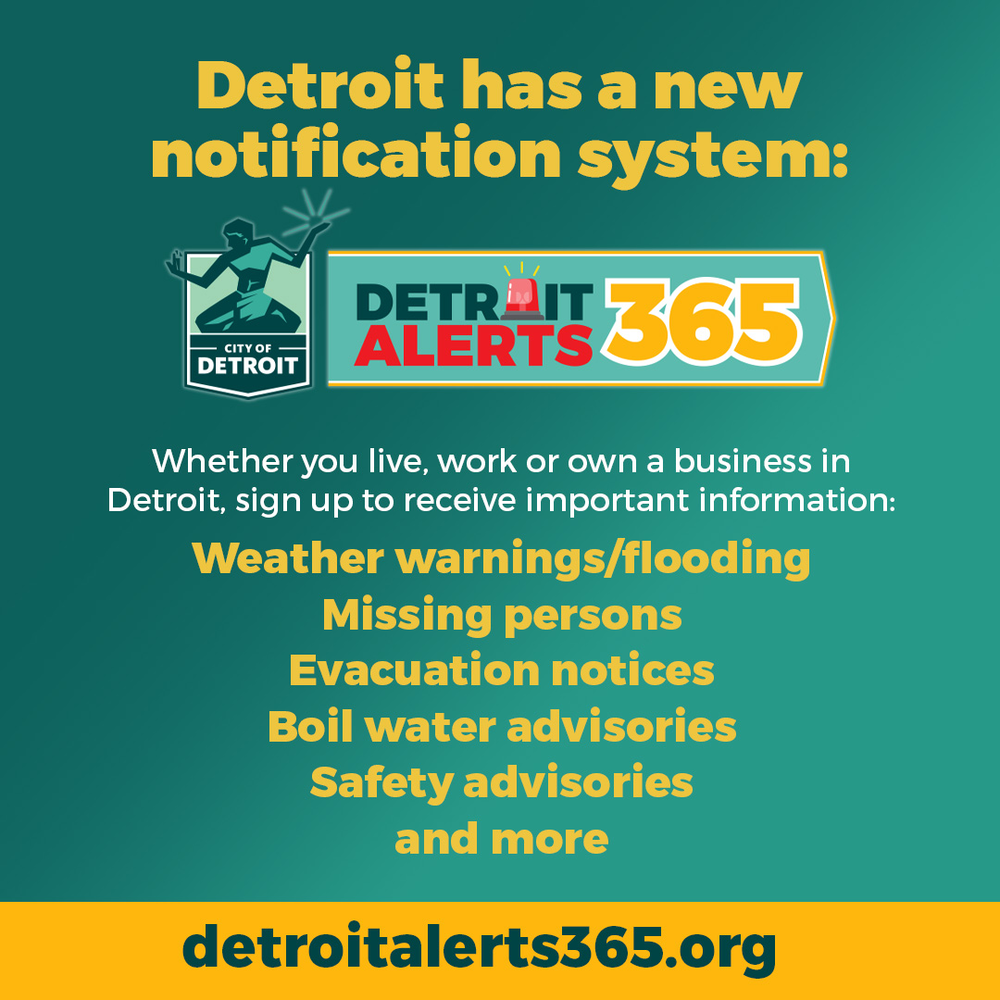 Detroit has a new
notification system:
CITY OF
DETROIT
DETROIT
ALERTS
365
Whether you live, work or own a business in
Detroit, sign up to receive important information:
Weather warnings/flooding
Missing persons
Evacuation notices
Boil water advisories
Safety advisories
and more
detroitalerts365.org